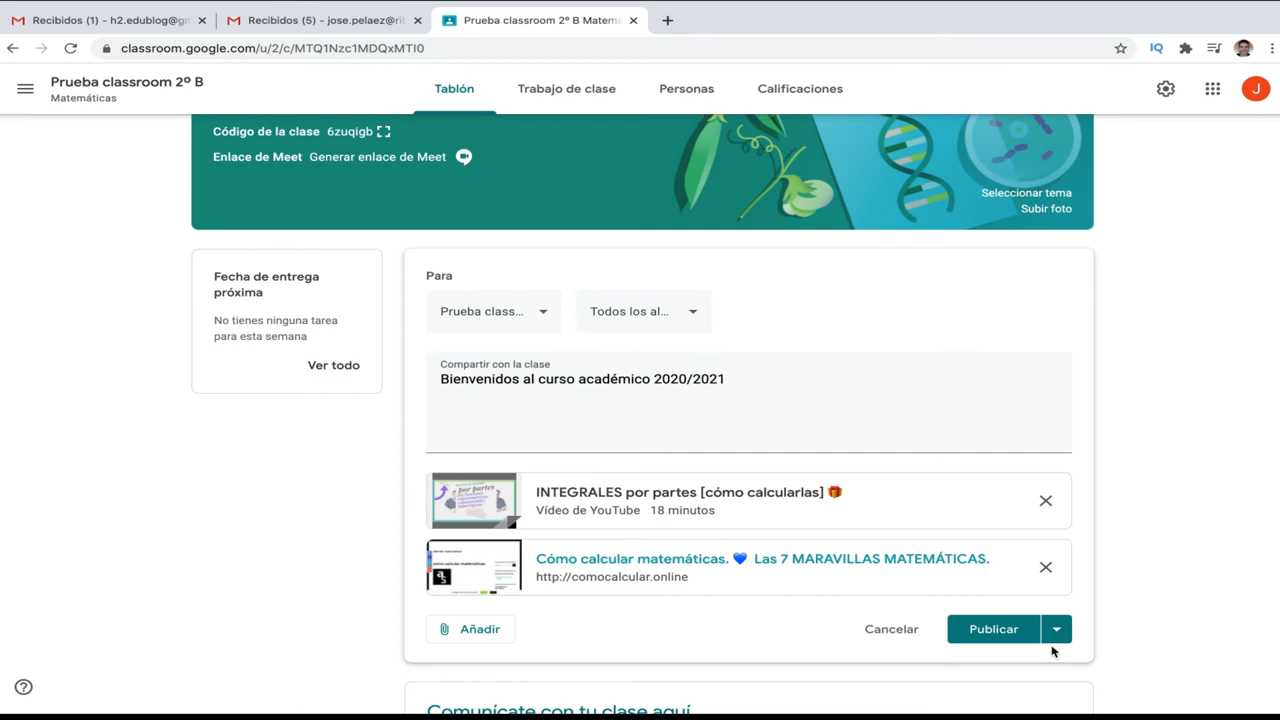 Recibidos (1) - h2.edublog@gm
Recibidos (5) - jose.pelaez@ri
Prueba classroom 2º B Matem
classroom.google.com/u/2/c/MTQ1Nzc1MDQxMTI0
IQ
Prueba classroom 2º B
Matemáticas
Tablón
Trabajo de clase
Personas
Calificaciones
J
Código de la clase 6zuqigb
Enlace de Meet Generar enlace de Meet
Seleccionar tema
Subir foto
Fecha de entrega
próxima
No tienes ninguna tarea
para esta semana
Ver todo
Para
Prueba class...
Todos los al...
Compartir con la clase
Bienvenidos al curso académico 2020/2021
por partes
INTEGRALES por partes [cómo calcularlas] 🎁
Vídeo de YouTube 18 minutos
Cómo calcular matemáticas. 💙 Las 7 MARAVILLAS MATEMÁTICAS.
http://comocalcular.online
Añadir
Cancelar
Publicar
Comunícate con tu clase aquí